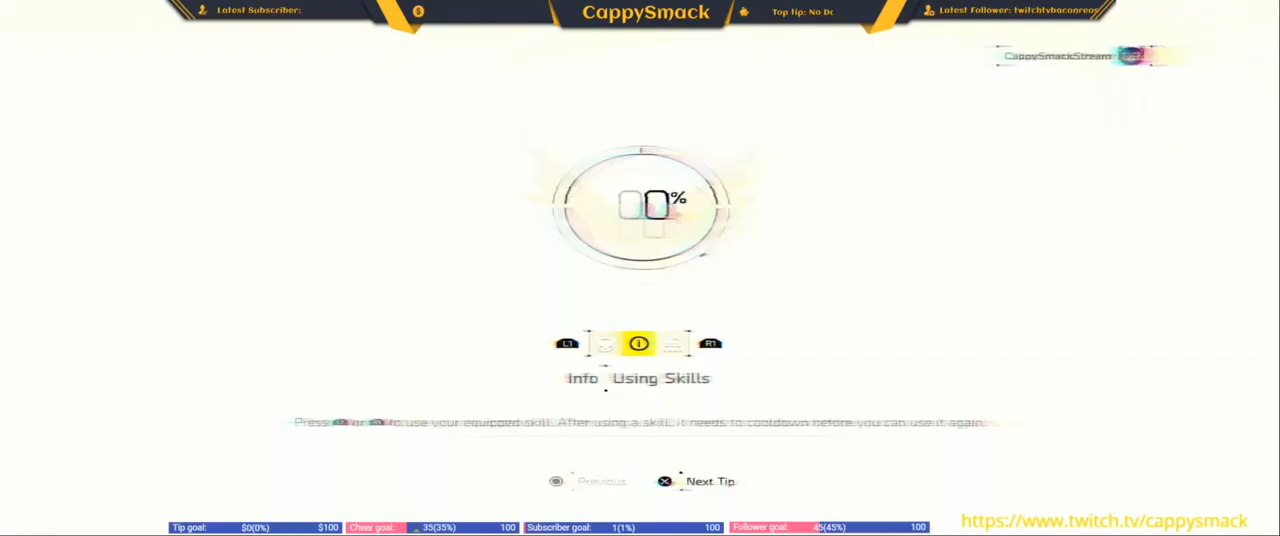 Latest Subscriber:
CappySmack
Top tip: No Dc
Latest Follower: twitchtvbaconreas
CappySmackStream
%
L1
R1
Info Using Skills
Press or to use your equipped skill. After using a skill, it needs to cooldown before you can use it again.
Previous
Next Tip
Tip goal: $0(0%) $100
Cheer goal: 35(35%) 100
Subscriber goal: 1(1%) 100
Follower goal: 45(45%) 100
https://www.twitch.tv/cappysmack